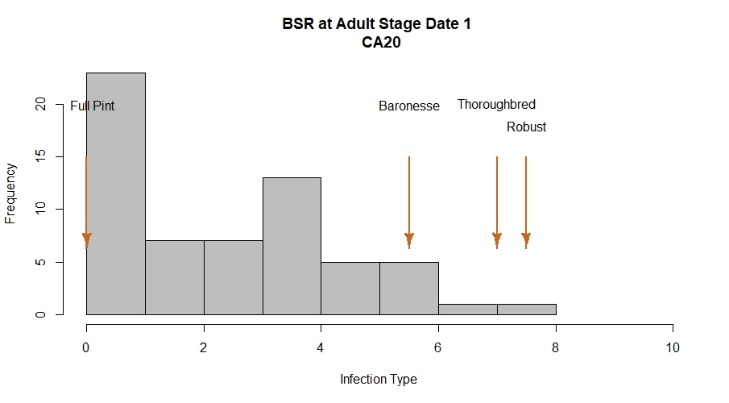 BSR at Adult Stage Date 1
CA20
Full Pint
Baronesse
Thoroughbred
Robust
Frequency
20
15
10
5
0
0 2 4 6 8 10
Infection Type